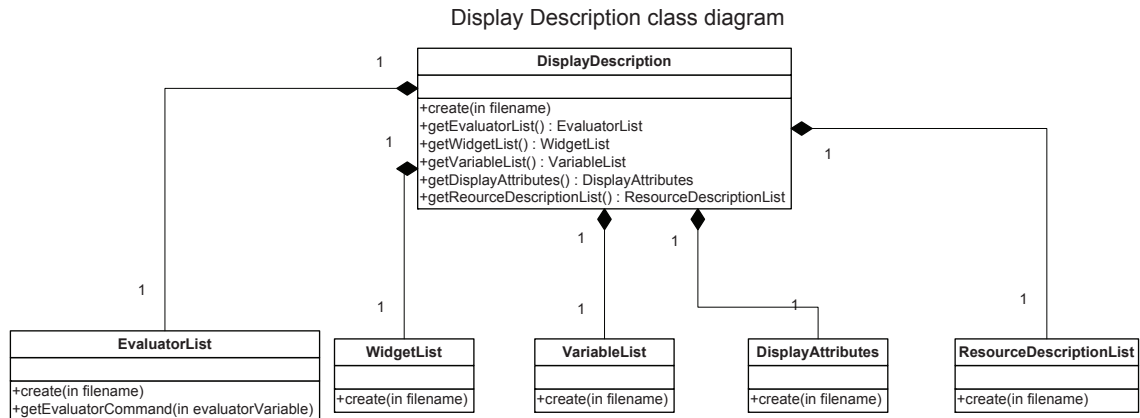 Display Description class diagram
1
DisplayDescription
+create(in filename)
+getEvaluatorList() : EvaluatorList
1
+getWidgetList() : WidgetList
1
+getVariableList() : VariableList
+getDisplayAttributes() : DisplayAttributes
+getReourceDescriptionList() : ResourceDescriptionList
1
1
1
1
1
1
1
EvaluatorList
WidgetList
VariableList
DisplayAttributes
ResourceDescriptionList
+create(in filename)
+getEvaluatorCommand(in evaluatorVariable)
+create(in filename)
+create(in filename)
+create(in filename)
+create(in filename)